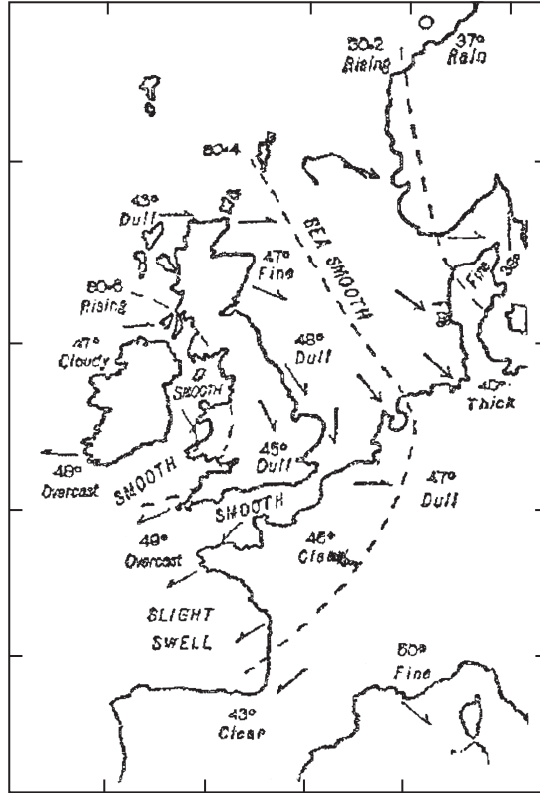 30·2
Rising
37°
Rain
30·4
43°
Dull
SEA SMOOTH
47°
Fine
Fine
30·6
Rising
47°
Cloudy
48°
Dull
SMOOTH
Thick
45°
Dull
SMOOTH
48°
Overcast
47°
Dull
SMOOTH
49°
Overcast
46°
Clear
SLIGHT
SWELL
50°
Fine
43°
Clear